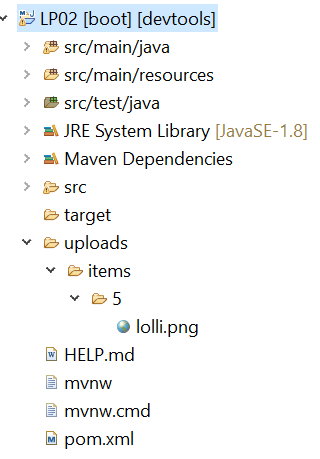 LP02 [boot] [devtools]
src/main/java
src/main/resources
src/test/java
JRE System Library [JavaSE-1.8]
Maven Dependencies
src
target
uploads
items
5
lolli.png
HELP.md
mvnw
mvnw.cmd
pom.xml